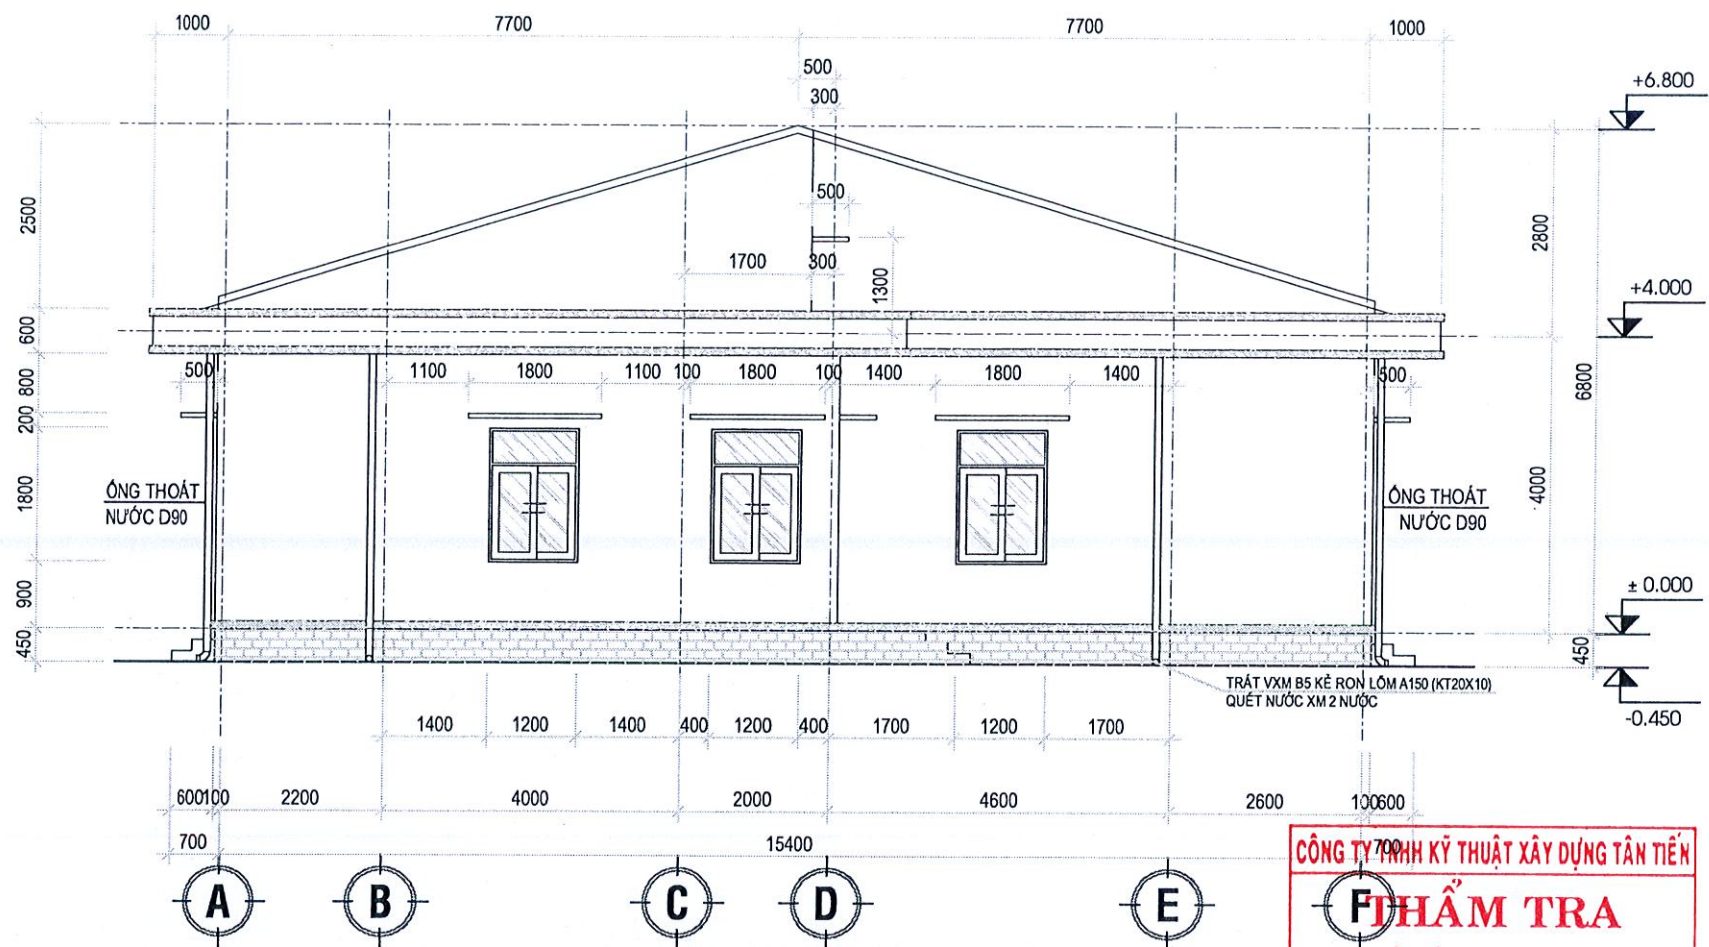 1000 7700 7700 1000
500
300
+6.800
500
2500
2800
1700 300
1300
+4.000
600
500 1100 1800 1100 100 1800 100 1400 1800 1400 500
800
6800
200
1800
4000
ỐNG THOÁT
NƯỚC D90
ỐNG THOÁT
NƯỚC D90
900
± 0.000
450
450
TRÁT VXM B5 KẺ RON LÕM A150 (KT20X10)
QUÉT NƯỚC XM 2 NƯỚC
-0.450
1400 1200 1400 400 1200 400 1700 1200 1700
600 100 2200 4000 2000 4600 2600 100 600
700 15400 700
A B C D E F
CÔNG TY TNHH KỸ THUẬT XÂY DỰNG TÂN TIẾN
THẨM TRA